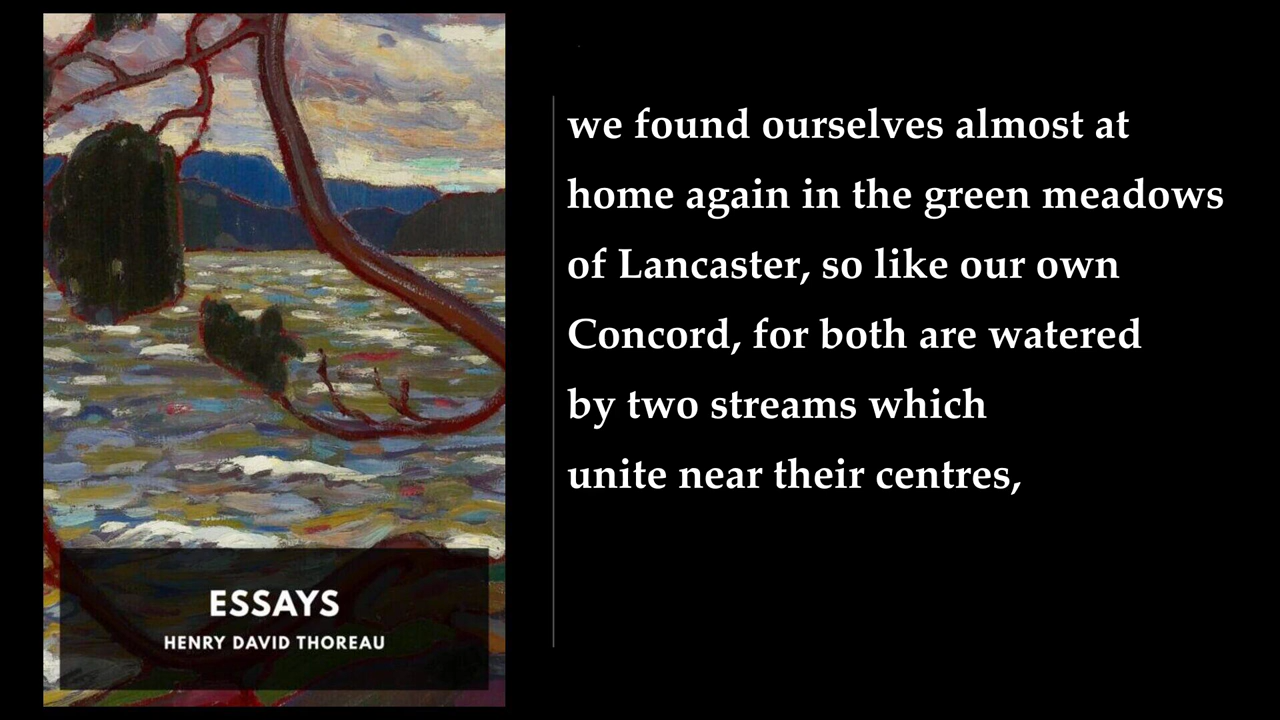 ESSAYS
HENRY DAVID THOREAU
we found ourselves almost at
home again in the green meadows
of Lancaster, so like our own
Concord, for both are watered
by two streams which
unite near their centres,